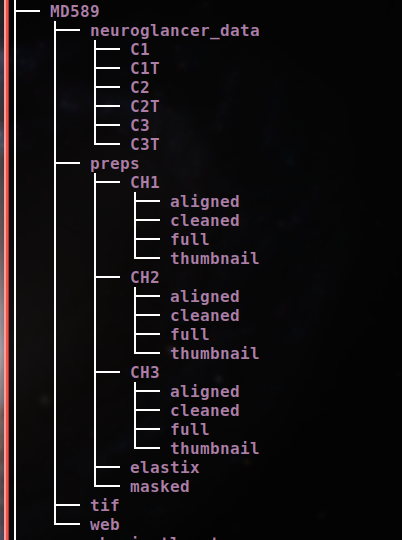 MD589
neuroglancer_data
C1
C1T
C2
C2T
C3
C3T
preps
CH1
aligned
cleaned
full
thumbnail
CH2
aligned
cleaned
full
thumbnail
CH3
aligned
cleaned
full
thumbnail
elastix
masked
tif
web